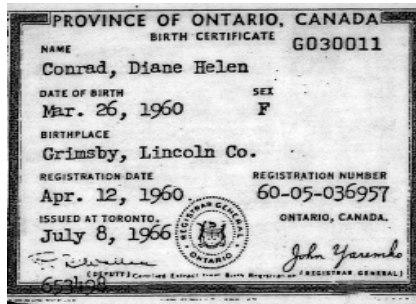 PROVINCE OF ONTARIO, CANADA
BIRTH CERTIFICATE
G030011
NAME
Conrad, Diane Helen
DATE OF BIRTH SEX
Mar. 26, 1960 F
BIRTHPLACE
Grimsby, Lincoln Co.
REGISTRATION DATE REGISTRATION NUMBER
Apr. 12, 1960 60-05-036957
ISSUED AT TORONTO. ONTARIO, CANADA.
July 8, 1966
REGISTRAR GENERAL
ONTARIO
John Yaremko
(DEPUTY) Certified Extract from Birth Registration (REGISTRAR GENERAL)